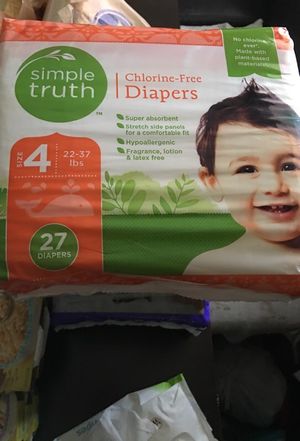 simple
truth
™
Chlorine-Free
Diapers
• Super absorbent
• Stretch side panels
for a comfortable fit
• Hypoallergenic
• Fragrance, lotion
& latex free
No chlorine,
ever.
Made with
plant-based
materials.
SIZE
4
22-37
lbs
27
DIAPERS